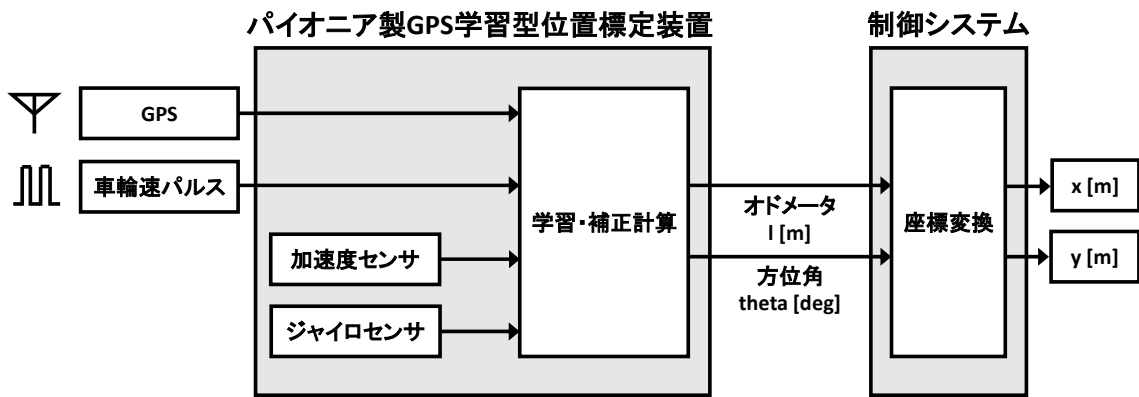 パイオニア製GPS学習型位置標定装置
制御システム
GPS
車輪速パルス
加速度センサ
ジャイロセンサ
学習・補正計算
オドメータ
l [m]
方位角
theta [deg]
座標変換
x [m]
y [m]